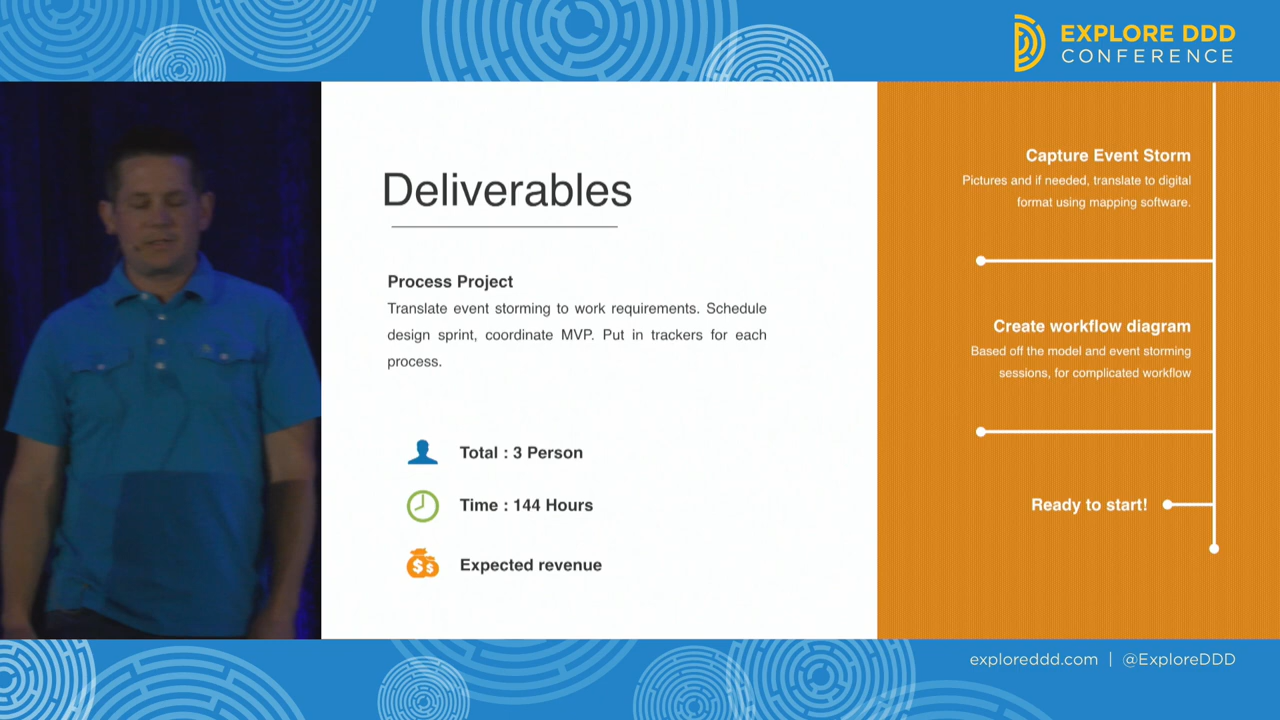 EXPLORE DDD
CONFERENCE
Deliverables
Process Project
Translate event storming to work requirements. Schedule
design sprint, coordinate MVP. Put in trackers for each
process.
Total : 3 Person
Time : 144 Hours
Expected revenue
Capture Event Storm
Pictures and if needed, translate to digital
format using mapping software.
Create workflow diagram
Based off the model and event storming
sessions, for complicated workflow
Ready to start!
exploreddd.com | @ExploreDDD